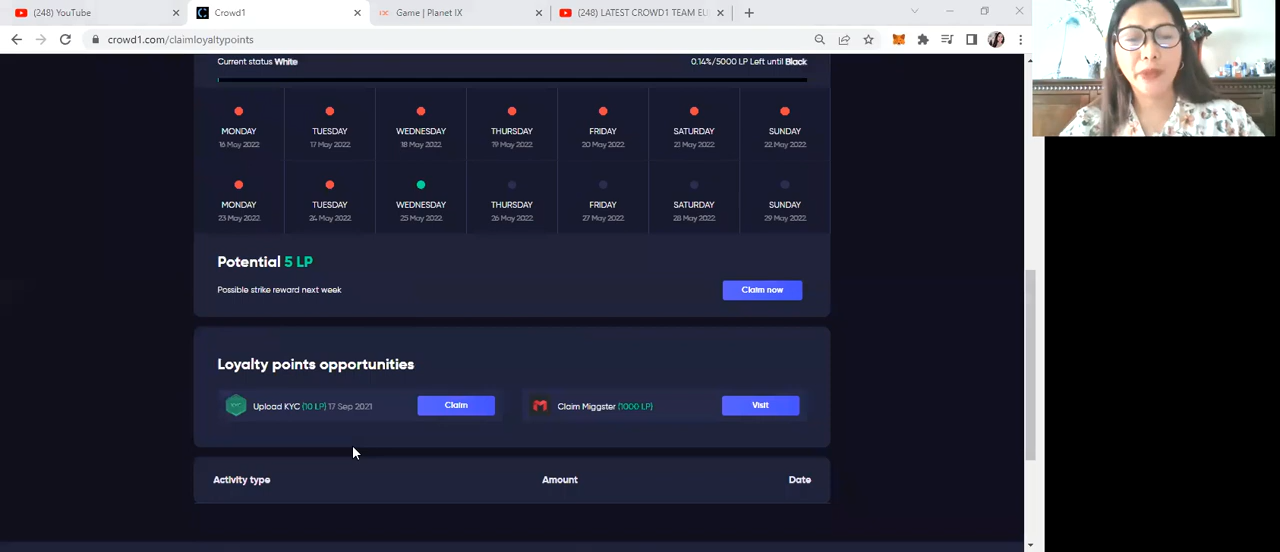 (248) YouTube
Crowd1
Game | Planet IX
(248) LATEST CROWD1 TEAM EU
crowd1.com/claimloyaltypoints
Current status White
0.14%/5000 LP Left until Black
MONDAY TUESDAY WEDNESDAY THURSDAY FRIDAY SATURDAY SUNDAY
16 May 2022 17 May 2022 18 May 2022 19 May 2022 20 May 2022 21 May 2022 22 May 2022
MONDAY TUESDAY WEDNESDAY THURSDAY FRIDAY SATURDAY SUNDAY
23 May 2022 24 May 2022 25 May 2022 26 May 2022 27 May 2022 28 May 2022 29 May 2022
Potential 5 LP
Possible strike reward next week
Claim now
Loyalty points opportunities
Upload KYC (10 LP) 17 Sep 2021 Claim
Claim Miggster (1000 LP) Visit
Activity type Amount Date